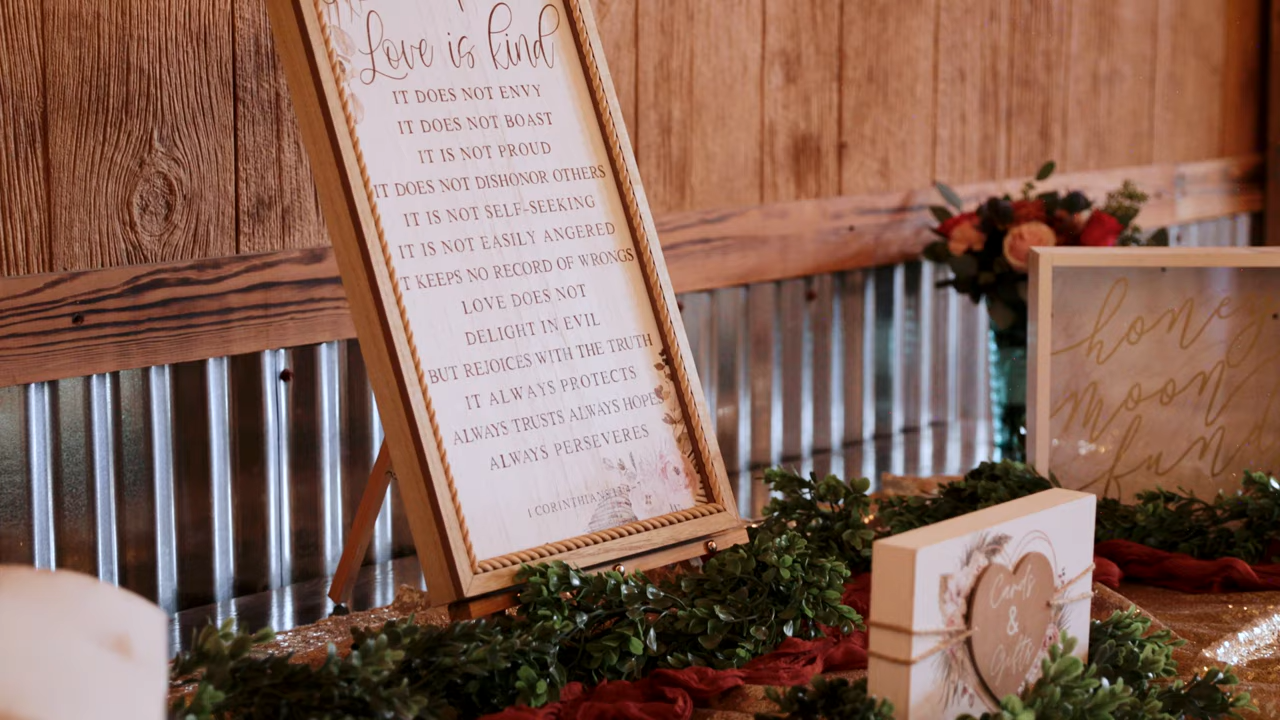 Love is kind
IT DOES NOT ENVY
IT DOES NOT BOAST
IT IS NOT PROUD
IT DOES NOT DISHONOR OTHERS
IT IS NOT SELF-SEEKING
IT IS NOT EASILY ANGERED
IT KEEPS NO RECORD OF WRONGS
LOVE DOES NOT
DELIGHT IN EVIL
BUT REJOICES WITH THE TRUTH
IT ALWAYS PROTECTS
ALWAYS TRUSTS ALWAYS HOPES
ALWAYS PERSEVERES
1 CORINTHIANS
honey
moon
fund
Cards
&
Gifts